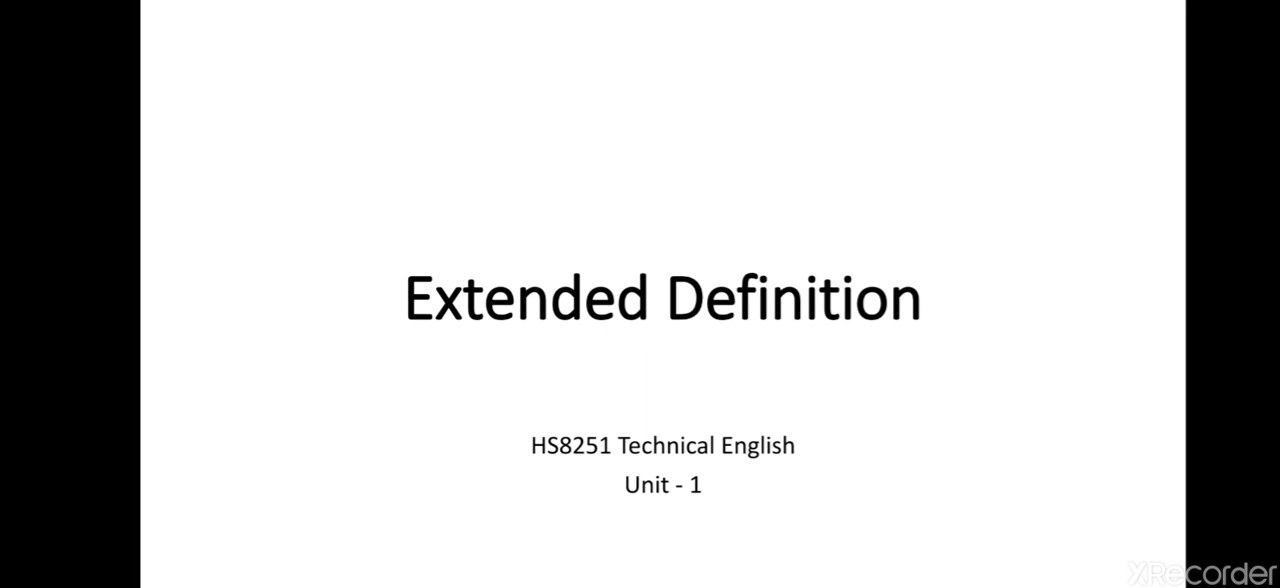 Extended Definition
HS8251 Technical English
Unit - 1
XRecorder